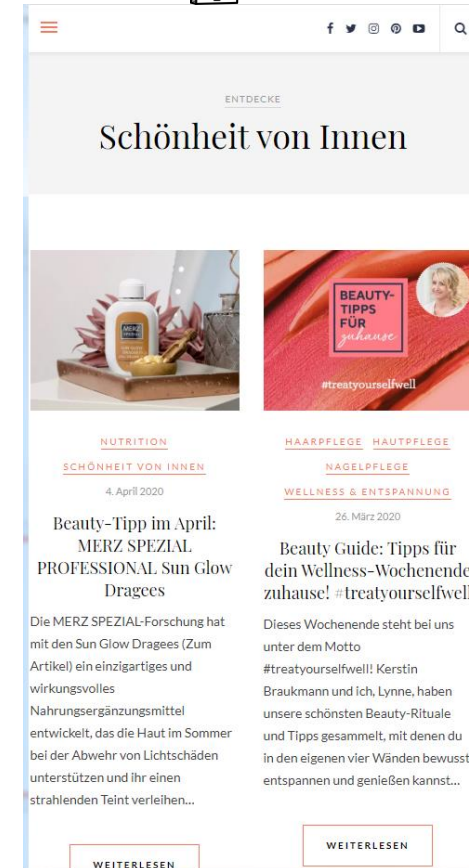 ENTDECKE
Schönheit von Innen
MERZ
SPEZIAL
NUTRITION
SCHÖNHEIT VON INNEN
4. April 2020
Beauty-Tipp im April:
MERZ SPEZIAL
PROFESSIONAL Sun Glow
Dragees
Die MERZ SPEZIAL-Forschung hat
mit den Sun Glow Dragees (Zum
Artikel) ein einzigartiges und
wirkungsvolles
Nahrungsergänzungsmittel
entwickelt, das die Haut im Sommer
bei der Abwehr von Lichtschäden
unterstützen und ihr einen
strahlenden Teint verleihen...
WEITERLESEN
BEAUTY-
TIPPS
FÜR
zuhause
#treatyourselfwell
HAARPFLEGE HAUTPFLEGE
NAGELPFLEGE
WELLNESS & ENTSPANNUNG
26. März 2020
Beauty Guide: Tipps für
dein Wellness-Wochenende
zuhause! #treatyourselfwell
Dieses Wochenende steht bei uns
unter dem Motto
#treatyourselfwell! Kerstin
Braukmann und ich, Lynne, haben
unsere schönsten Beauty-Rituale
und Tipps gesammelt, mit denen du
in den eigenen vier Wänden bewusst
entspannen und genießen kannst...
WEITERLESEN